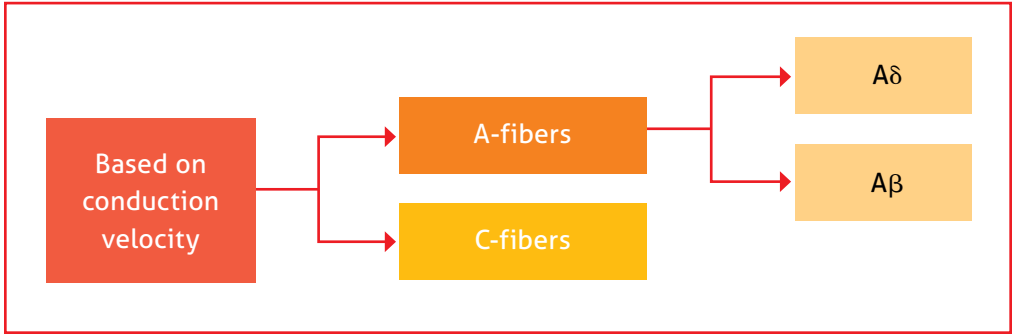 Based on
conduction
velocity
A-fibers
C-fibers
Aδ
Aβ